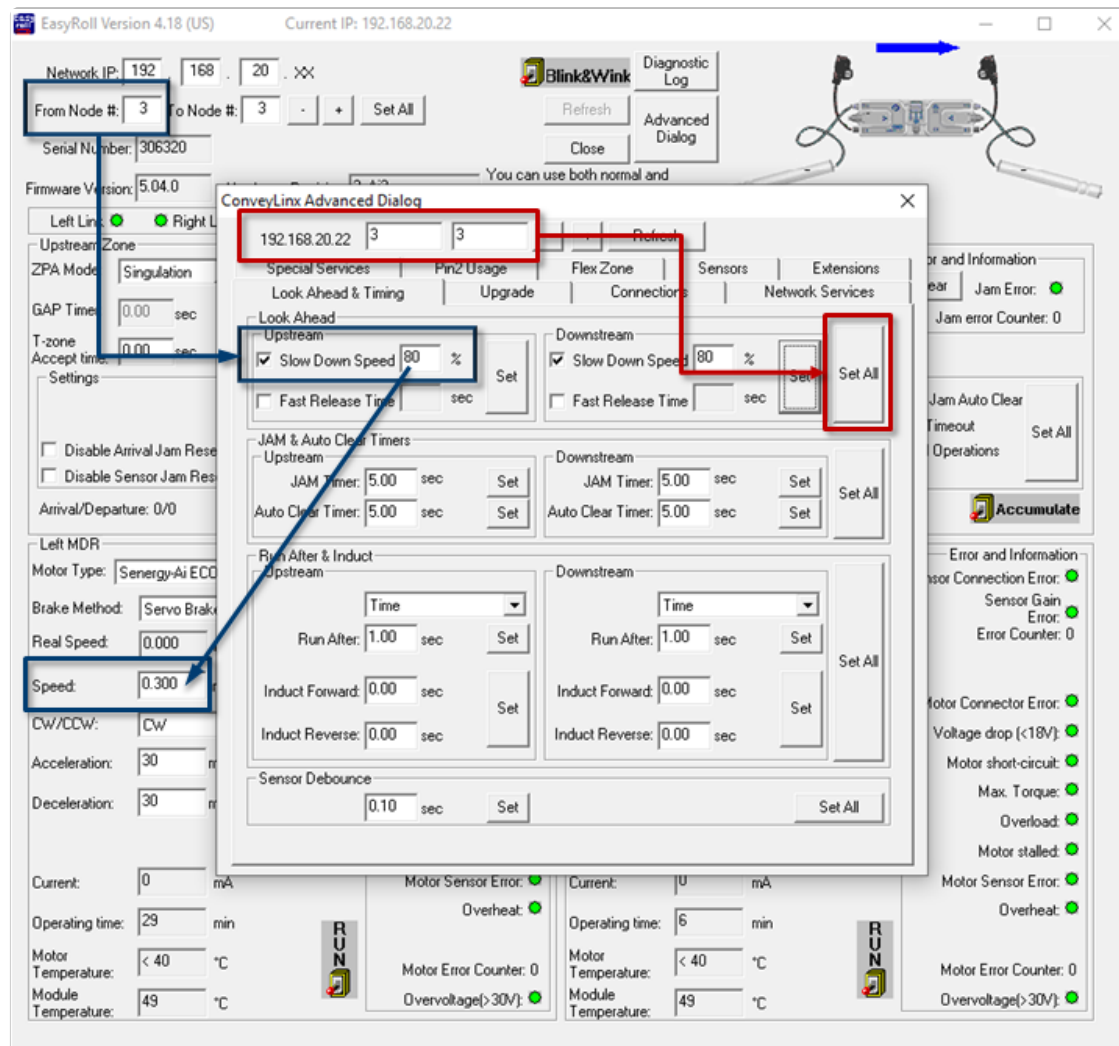 EasyRoll Version 4.18 (US) Current IP: 192.168.20.22
Network IP: 192 . 168 . 20 . XX
Blink&Wink
Diagnostic Log
From Node #: 3 To Node #: 3 - + Set All
Refresh
Advanced Dialog
Serial Number: 306320
Close
You can use both normal and
Firmware Version: 5.04.0
Left Link Right L
Upstream Zone
ZPA Mode: Singulation
GAP Timer 0.00 sec
T-zone
Accept time: 0.00 sec
Settings
Disable Arrival Jam Rese
Disable Sensor Jam Res
Arrival/Departure: 0/0
Left MDR
Motor Type: Senergy-Ai ECO
Brake Method: Servo Brake
Real Speed: 0.000
Speed: 0.300
CW/CCW: CW
Acceleration: 30
Deceleration: 30
Current: 0 mA
Operating time: 29 min
Motor
Temperature: < 40 °C
Module
Temperature: 49 °C
RUN
Motor Sensor Error:
Overheat:
Motor Error Counter: 0
Overvoltage(>30V):
ConveyLinx Advanced Dialog
192.168.20.22 3 3 Refresh
Special Services Pin2 Usage Flex Zone Sensors Extensions
Look Ahead & Timing Upgrade Connections Network Services
Look Ahead
Upstream
Slow Down Speed 80 %
Fast Release Time sec
Set
Downstream
Slow Down Speed 80 %
Fast Release Time sec
Set
Set All
JAM & Auto Clear Timers
Upstream
JAM Timer: 5.00 sec Set
Auto Clear Timer: 5.00 sec Set
Downstream
JAM Timer: 5.00 sec Set
Auto Clear Timer: 5.00 sec Set
Set All
Run After & Induct
Upstream
Time
Run After: 1.00 sec Set
Induct Forward: 0.00 sec
Induct Reverse: 0.00 sec
Set
Downstream
Time
Run After: 1.00 sec Set
Induct Forward: 0.00 sec
Induct Reverse: 0.00 sec
Set
Set All
Sensor Debounce
0.10 sec Set Set All
or and Information
ear Jam Error:
Jam error Counter: 0
Jam Auto Clear
Timeout
Operations
Set All
Accumulate
Error and Information
nsor Connection Error:
Sensor Gain
Error:
Error Counter: 0
Motor Connector Error:
Voltage drop (<18V):
Motor short-circuit:
Max. Torque:
Overload:
Motor stalled:
Motor Sensor Error:
Overheat:
Motor Error Counter: 0
Overvoltage(>30V):
Current: 0 mA
Operating time: 6 min
Motor
Temperature: < 40 °C
Module
Temperature: 49 °C
RUN